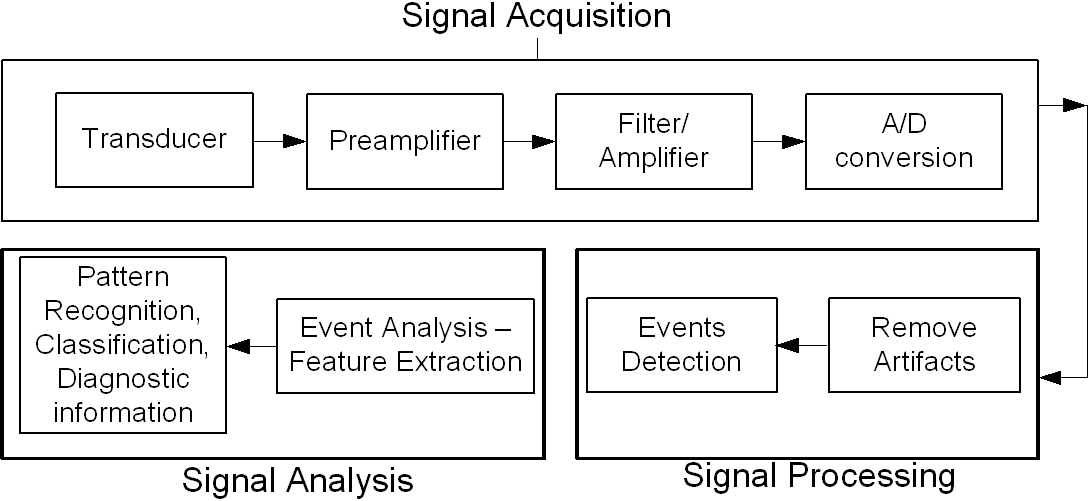 Signal Acquisition
Transducer
Preamplifier
Filter/
Amplifier
A/D
conversion
Pattern
Recognition,
Classification,
Diagnostic
information
Event Analysis –
Feature Extraction
Events
Detection
Remove
Artifacts
Signal Analysis
Signal Processing